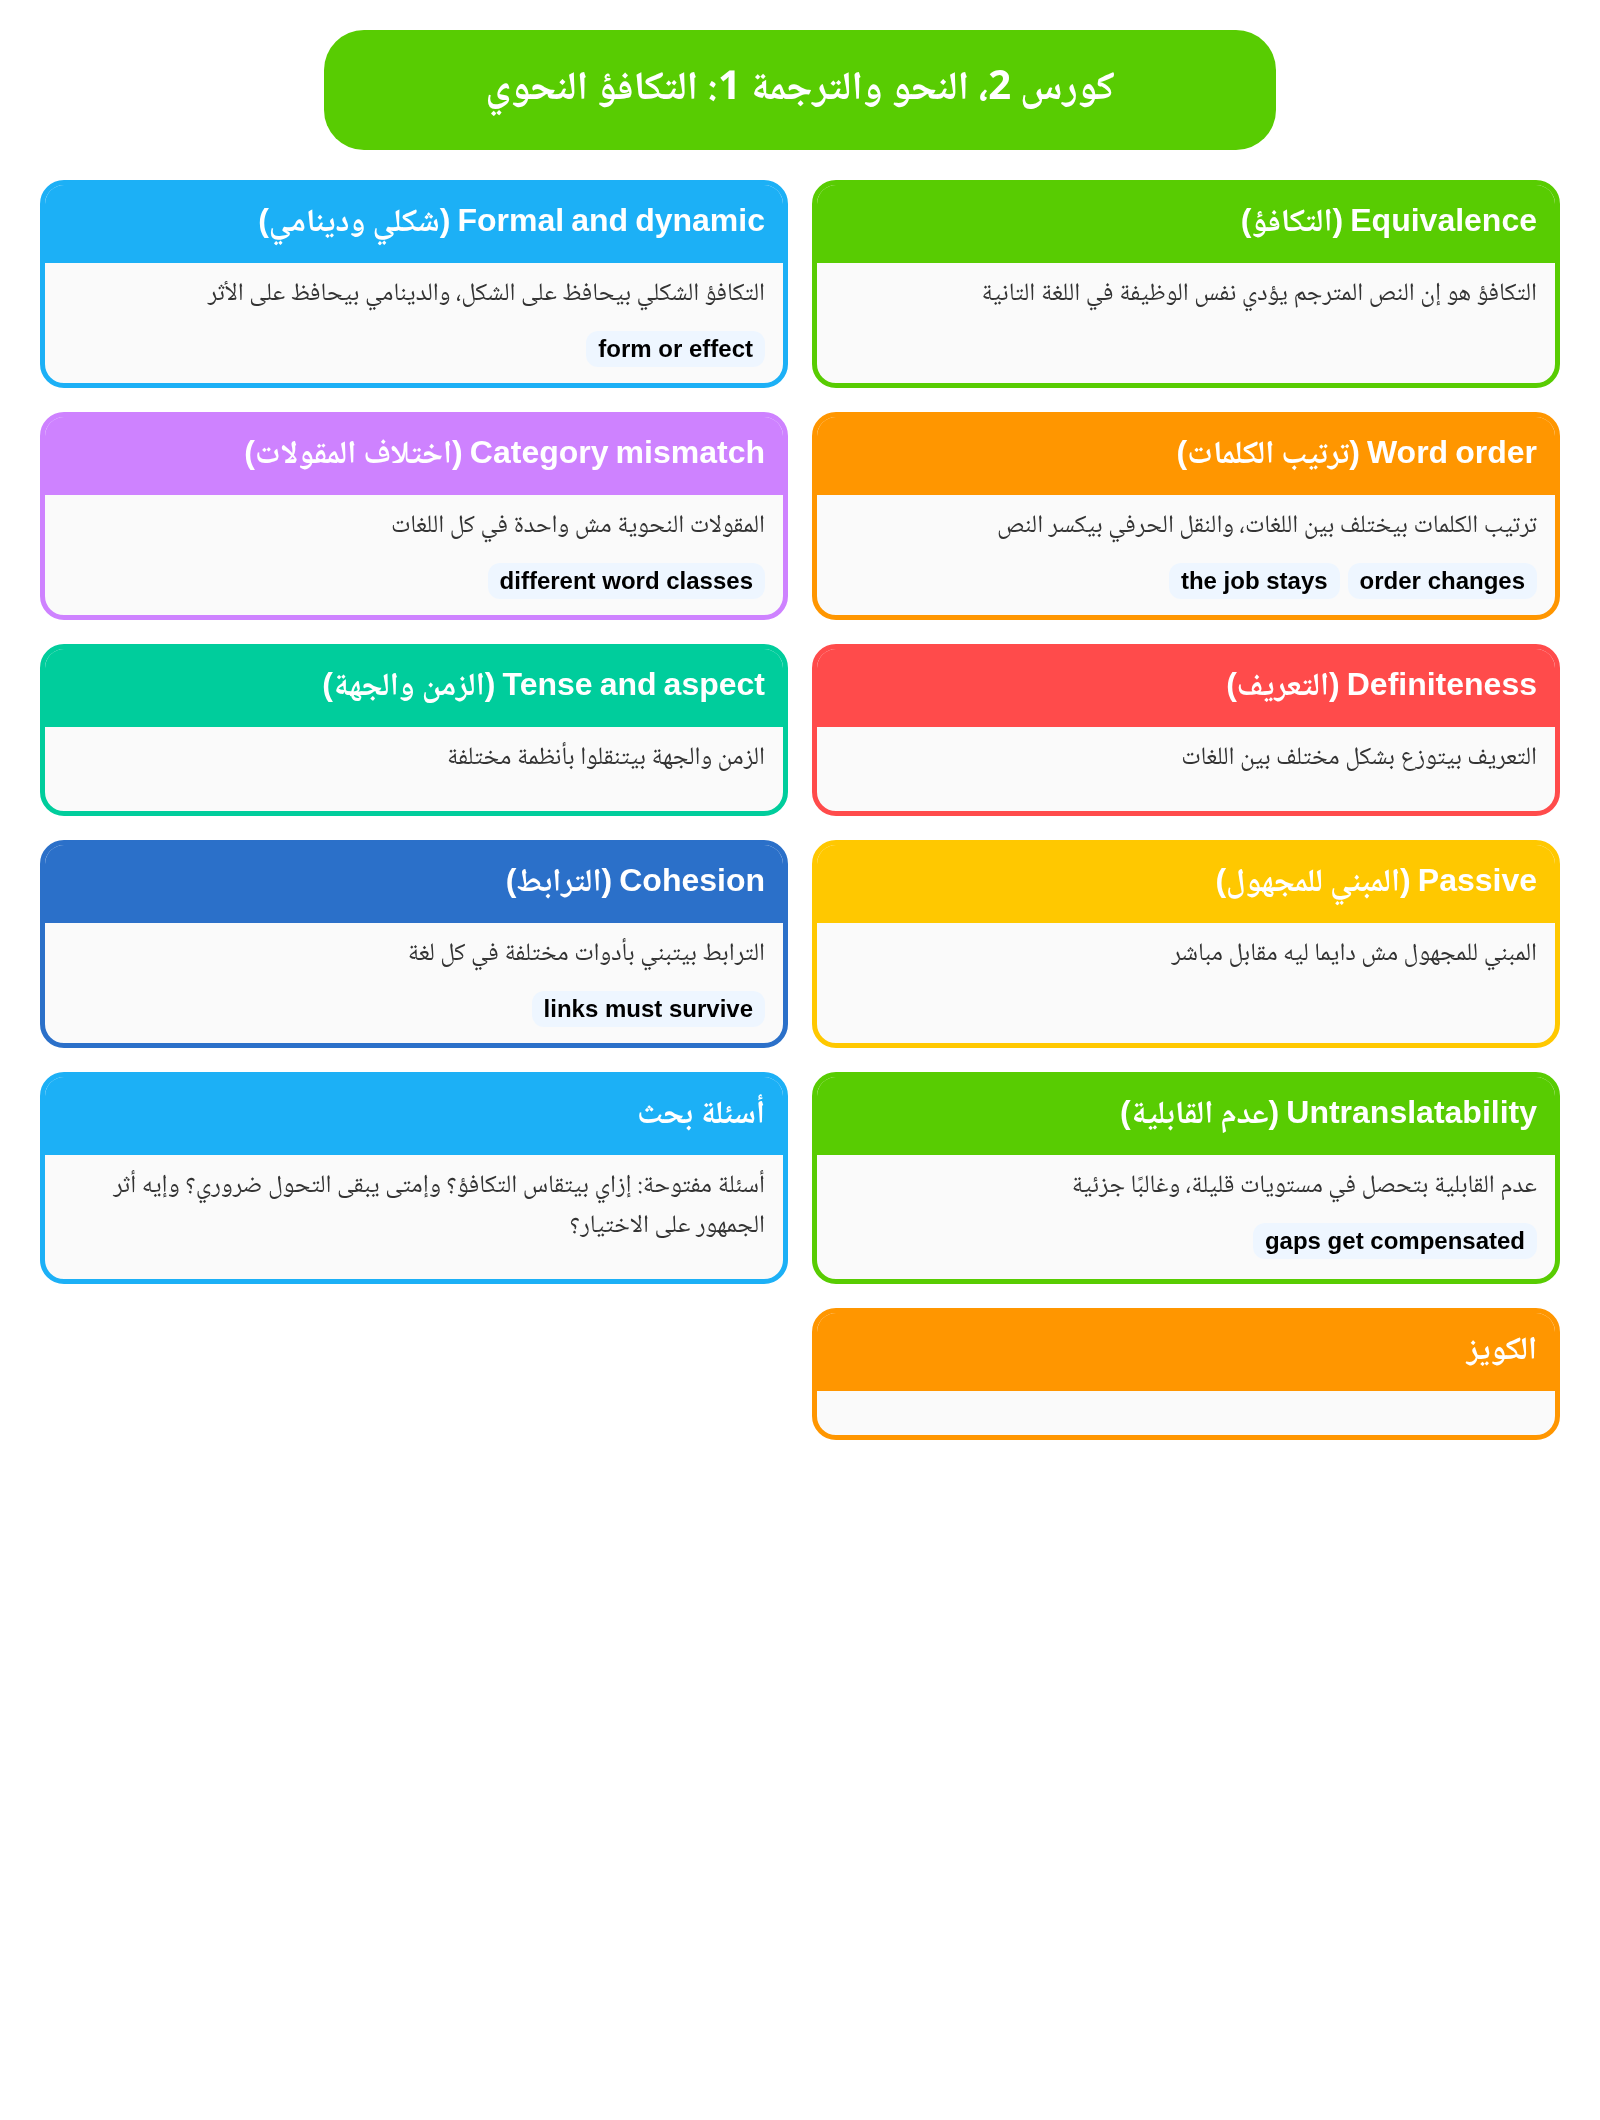 كورس 2، النحو والترجمة 1: التكافؤ النحوي
Equivalence (التكافؤ)
التكافؤ هو إن النص المترجم يؤدي نفس الوظيفة في اللغة التانية
Formal and dynamic (شكلي ودينامي)
التكافؤ الشكلي بيحافظ على الشكل، والدينامي بيحافظ على الأثر
form or effect
Word order (ترتيب الكلمات)
ترتيب الكلمات بيختلف بين اللغات، والنقل الحرفي بيكسر النص
order changes the job stays
Category mismatch (اختلاف المقولات)
المقولات النحوية مش واحدة في كل اللغات
different word classes
Definiteness (التعريف)
التعريف بيتوزع بشكل مختلف بين اللغات
Tense and aspect (الزمن والجهة)
الزمن والجهة بيتنقلوا بأنظمة مختلفة
Passive (المبني للمجهول)
المبني للمجهول مش دايما ليه مقابل مباشر
Cohesion (الترابط)
الترابط بيتبني بأدوات مختلفة في كل لغة
links must survive
Untranslatability (عدم القابلية)
عدم القابلية بتحصل في مستويات قليلة، وغالبًا جزئية
gaps get compensated
أسئلة بحث
أسئلة مفتوحة: إزاي بيتقاس التكافؤ؟ وإمتى يبقى التحول ضروري؟ وإيه أثر
الجمهور على الاختيار؟
الكويز